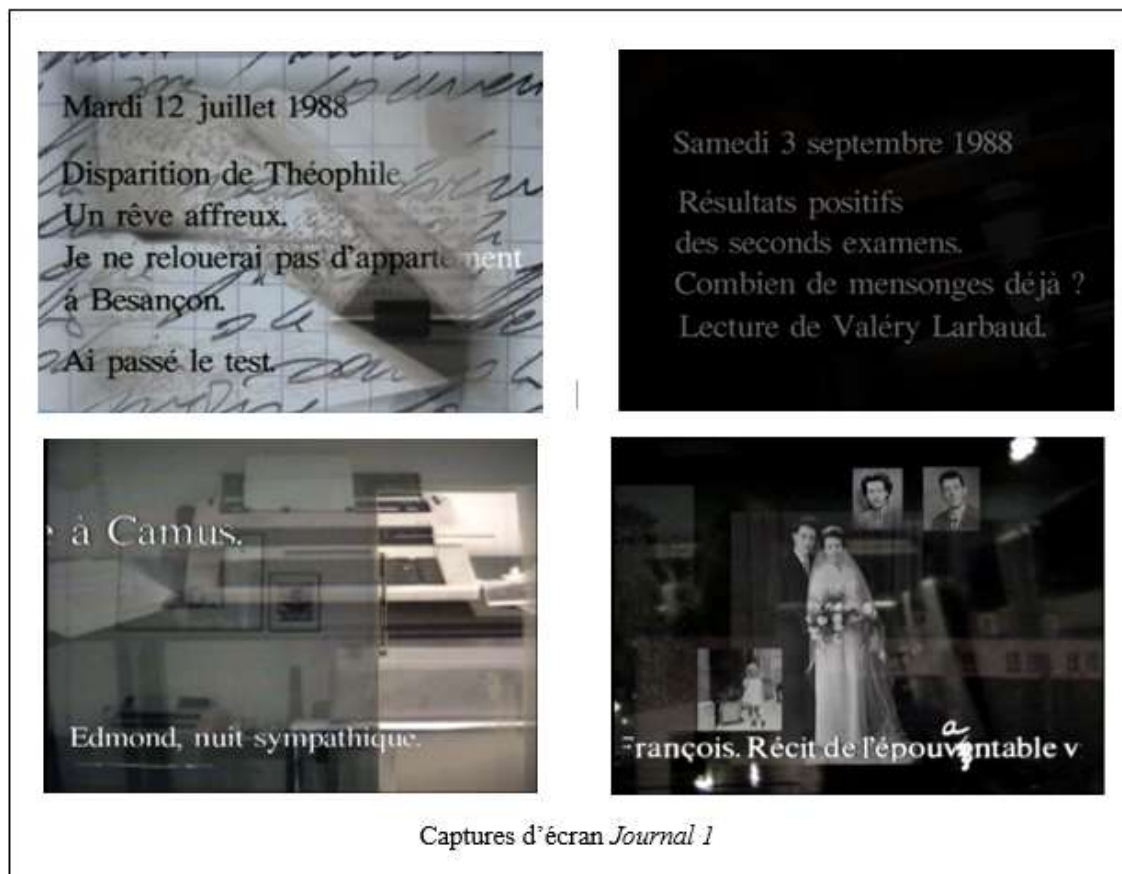 Mardi 12 juillet 1988
Disparition de Théophile
Un rêve affreux.
Je ne relouerai pas d'appartement
à Besançon.
Ai passé le test.
Samedi 3 septembre 1988
Résultats positifs
des seconds examens.
Combien de mensonges déjà ?
Lecture de Valéry Larbaud.
e à Camus.
Edmond, nuit sympathique.
François. Récit de l'épouventable v
a
Captures d'écran Journal 1